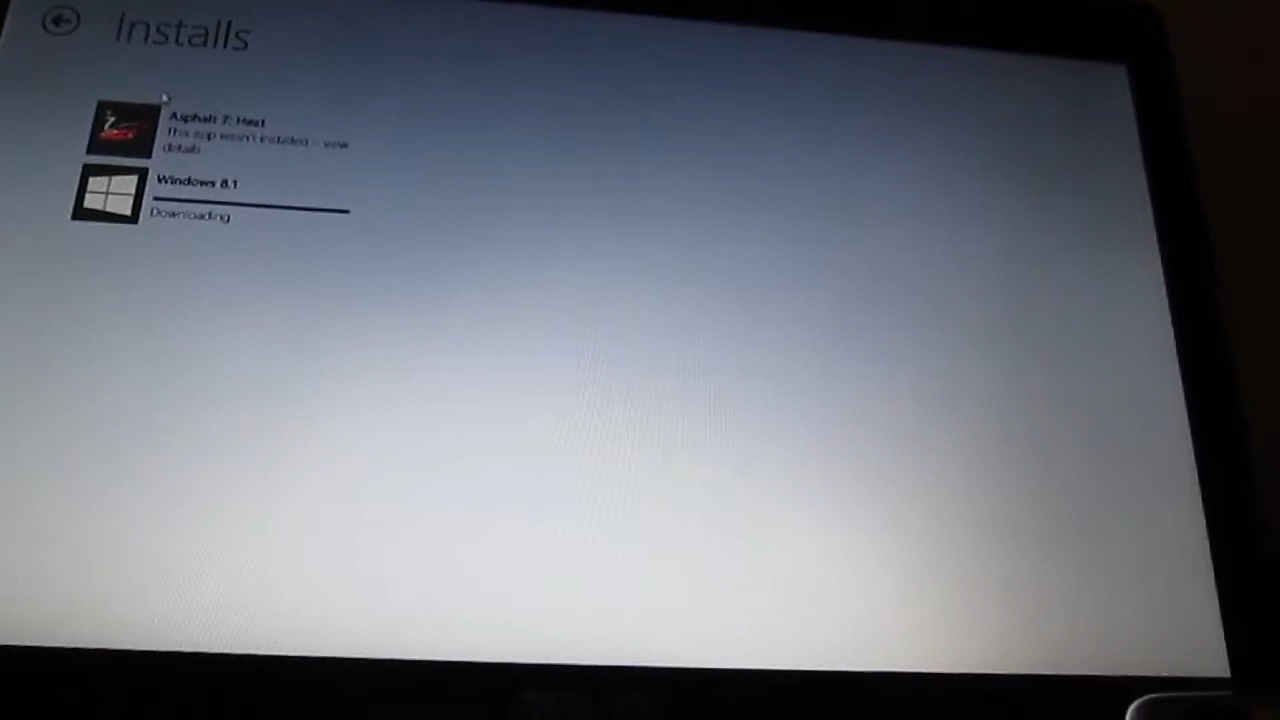 Installs
Asphalt 7: Heat
This app wasn't installed - view
details
Windows 8.1
Downloading